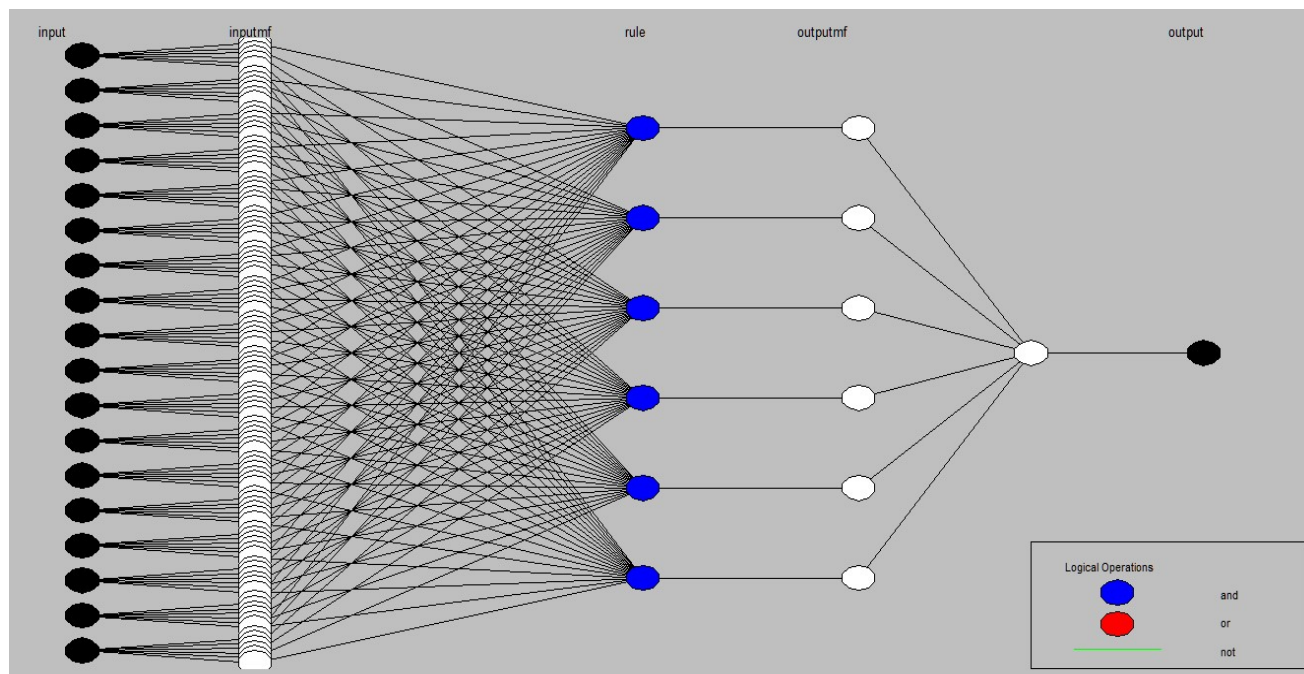 input inputmf rule outputmf output
Logical Operations
and
or
not